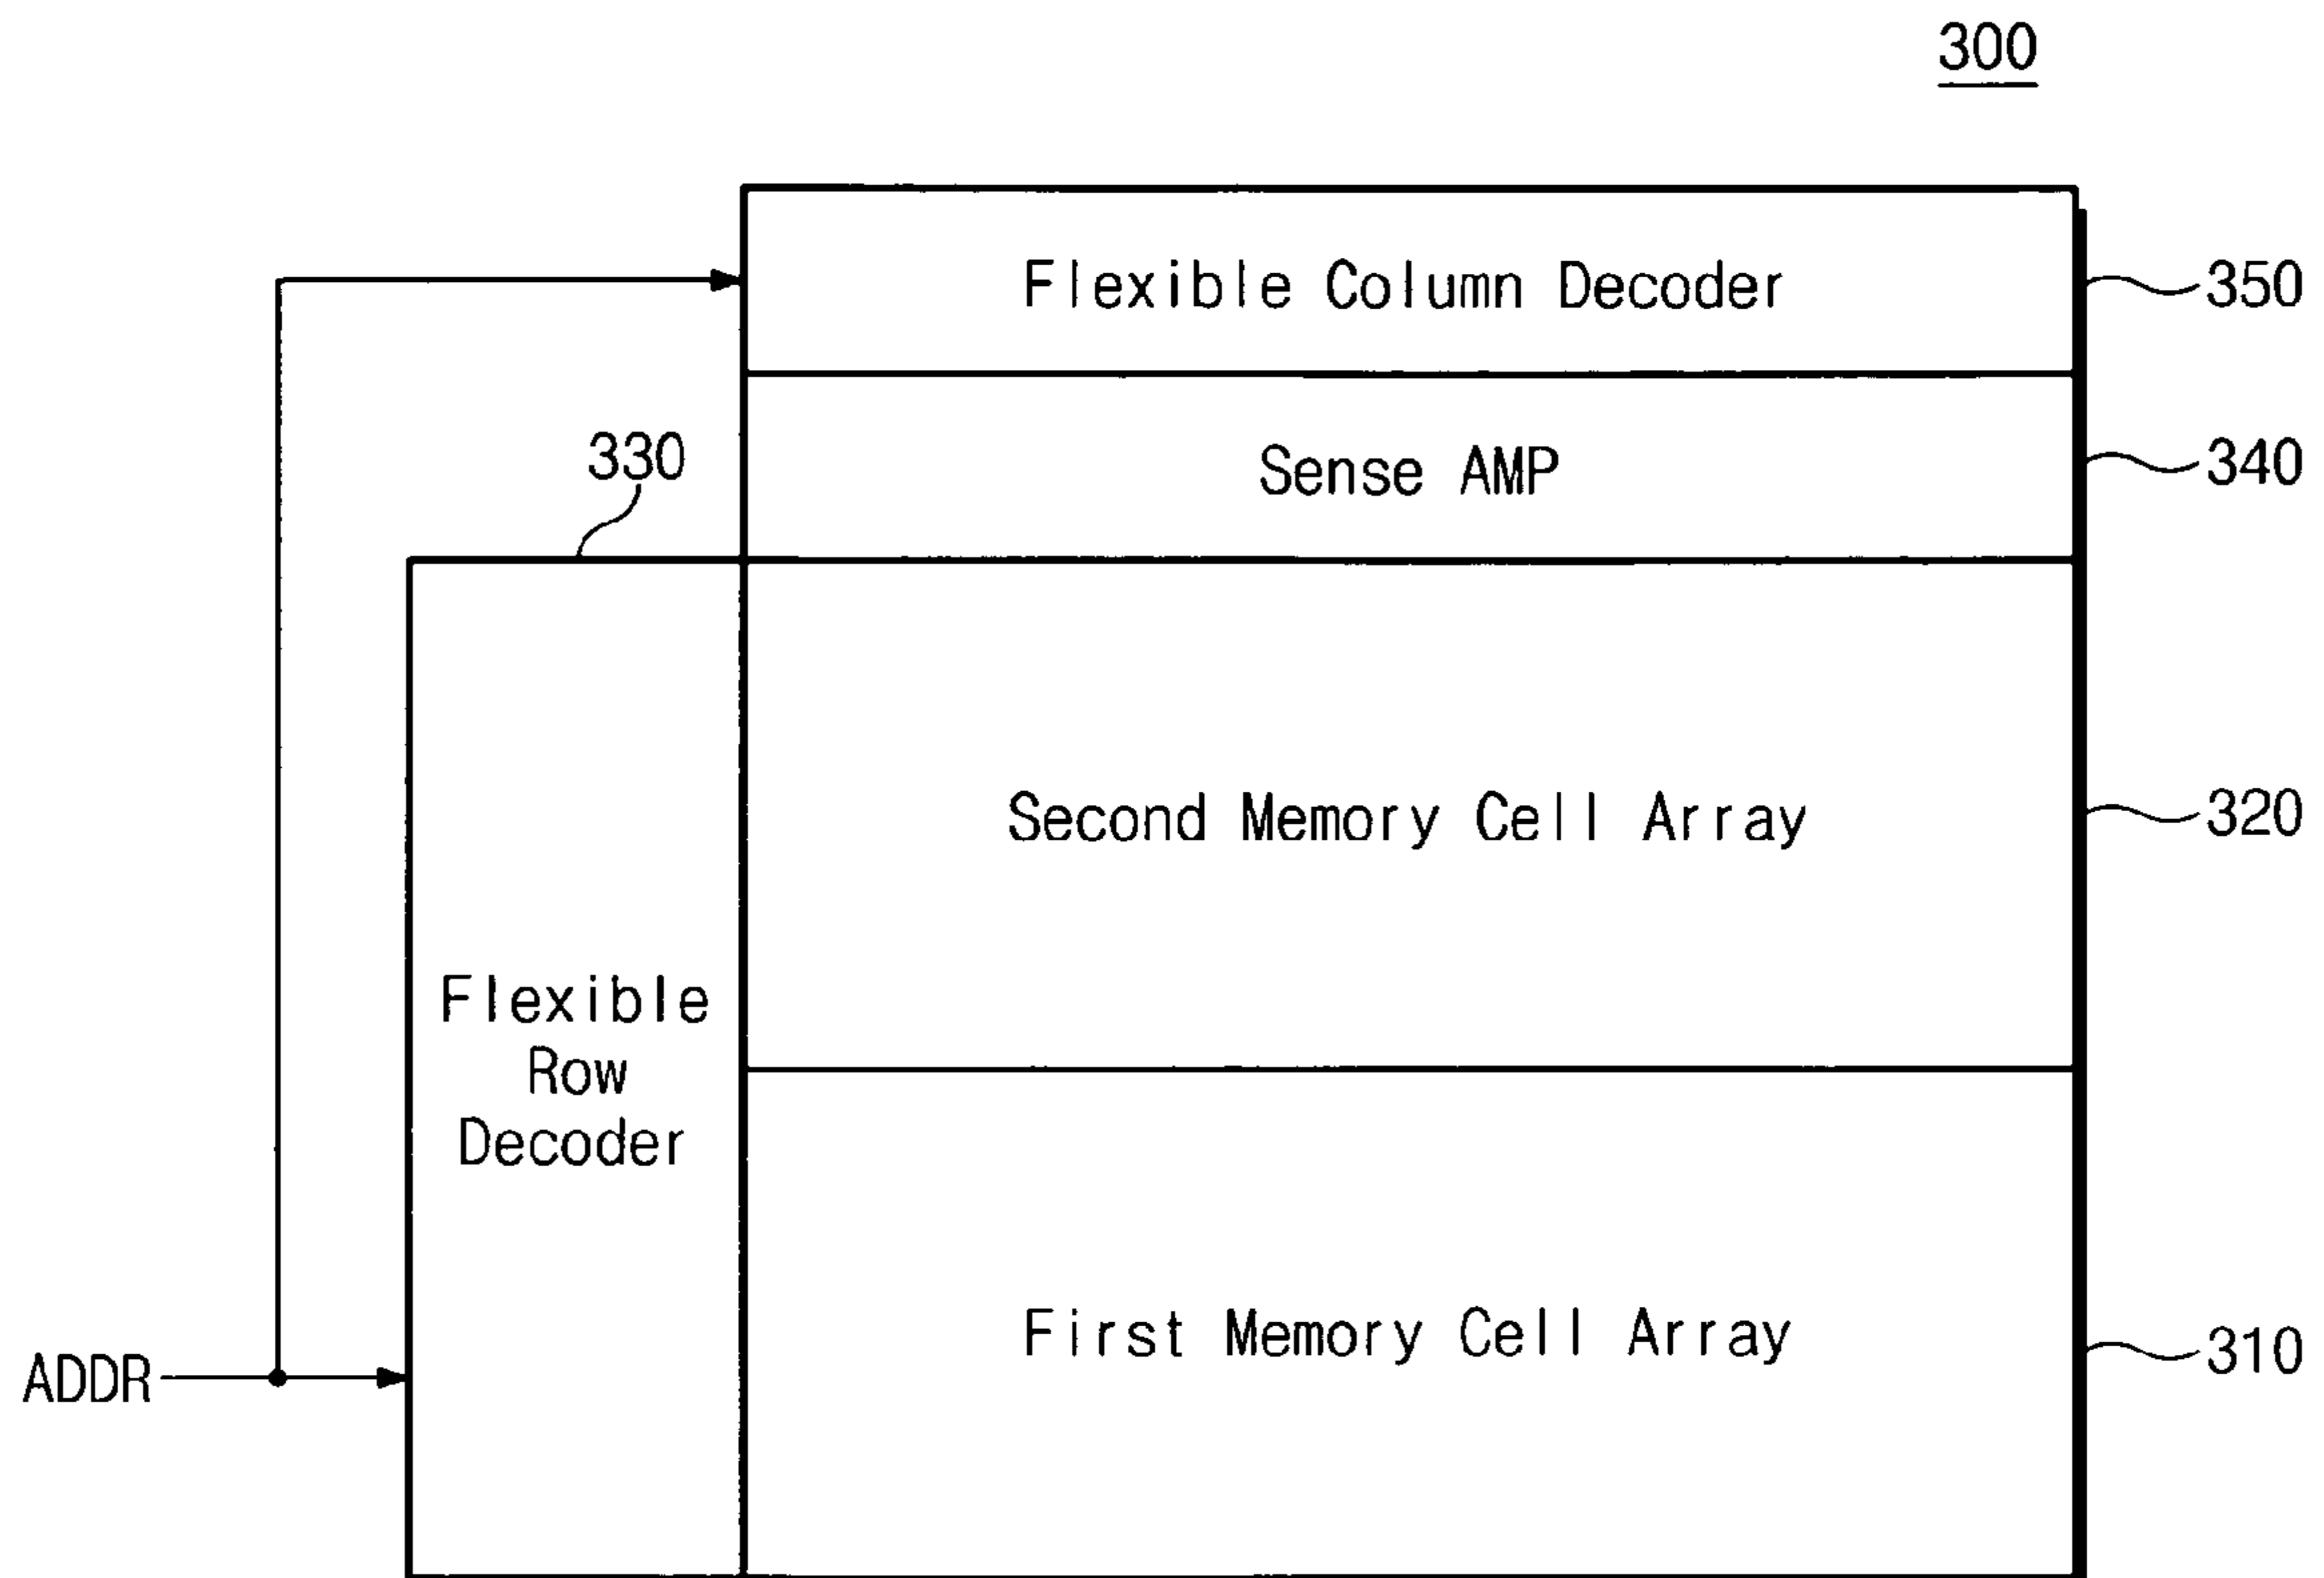 300
Flexible Column Decoder
350
330
Sense AMP
340
Second Memory Cell Array
320
Flexible
Row
Decoder
First Memory Cell Array
310
ADDR